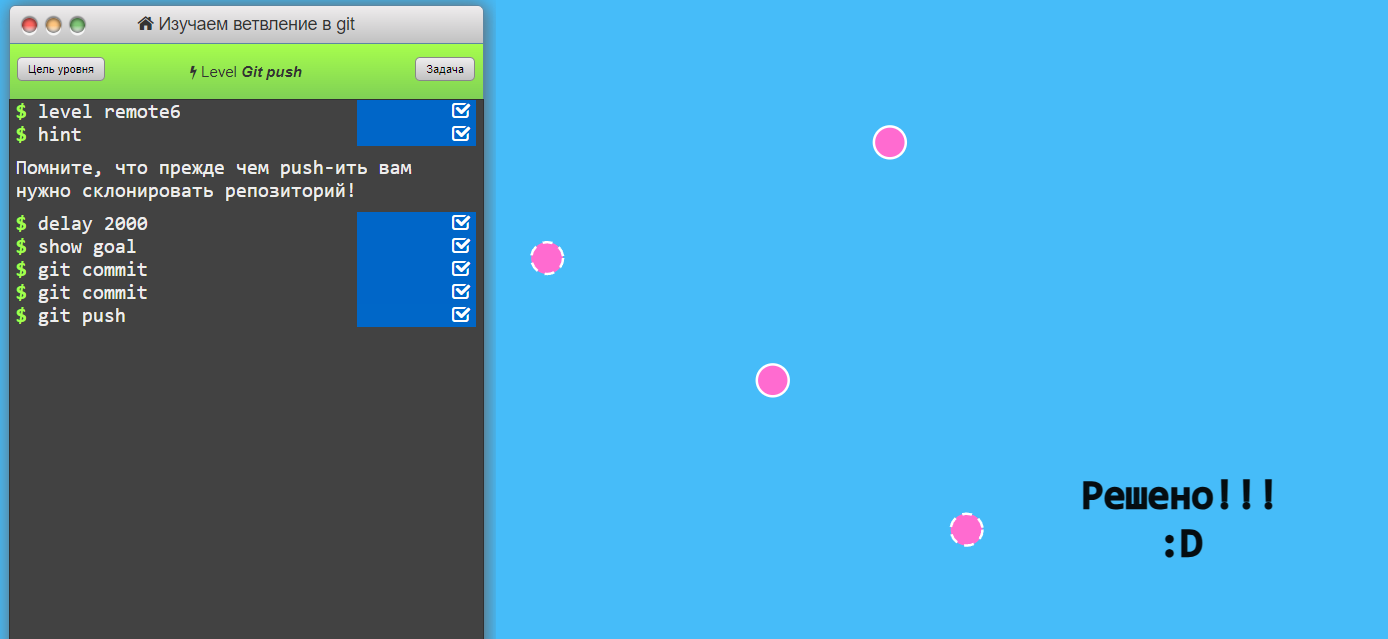 Изучаем ветвление в git
Цель уровня
Level Git push
Задача
$ level remote6
$ hint
Помните, что прежде чем push-ить вам
нужно склонировать репозиторий!
$ delay 2000
$ show goal
$ git commit
$ git commit
$ git push
Решено!!!
:D